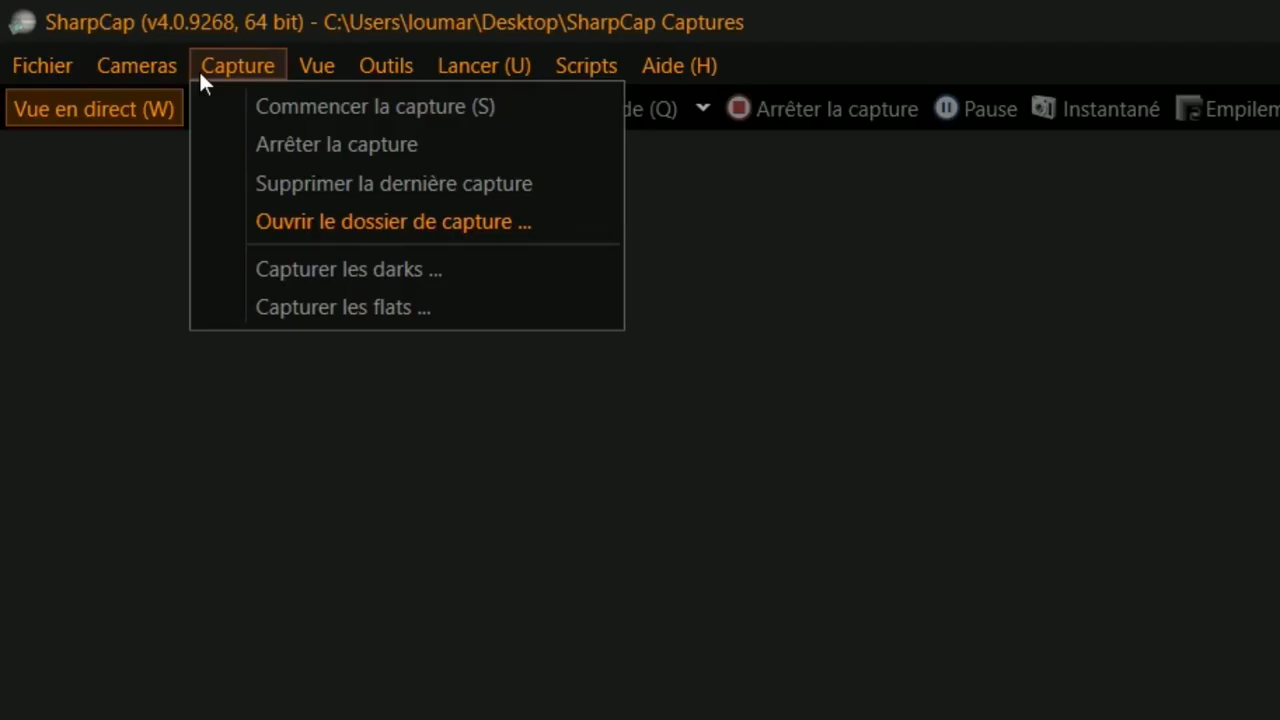 SharpCap (v4.0.9268, 64 bit) - C:\Users\loumar\Desktop\SharpCap Captures
Fichier Cameras Capture Vue Outils Lancer (U) Scripts Aide (H)
Vue en direct (W) (Q) Arrêter la capture Pause Instantané
Commencer la capture (S)
Arrêter la capture
Supprimer la dernière capture
Ouvrir le dossier de capture ...
Capturer les darks ...
Capturer les flats ...